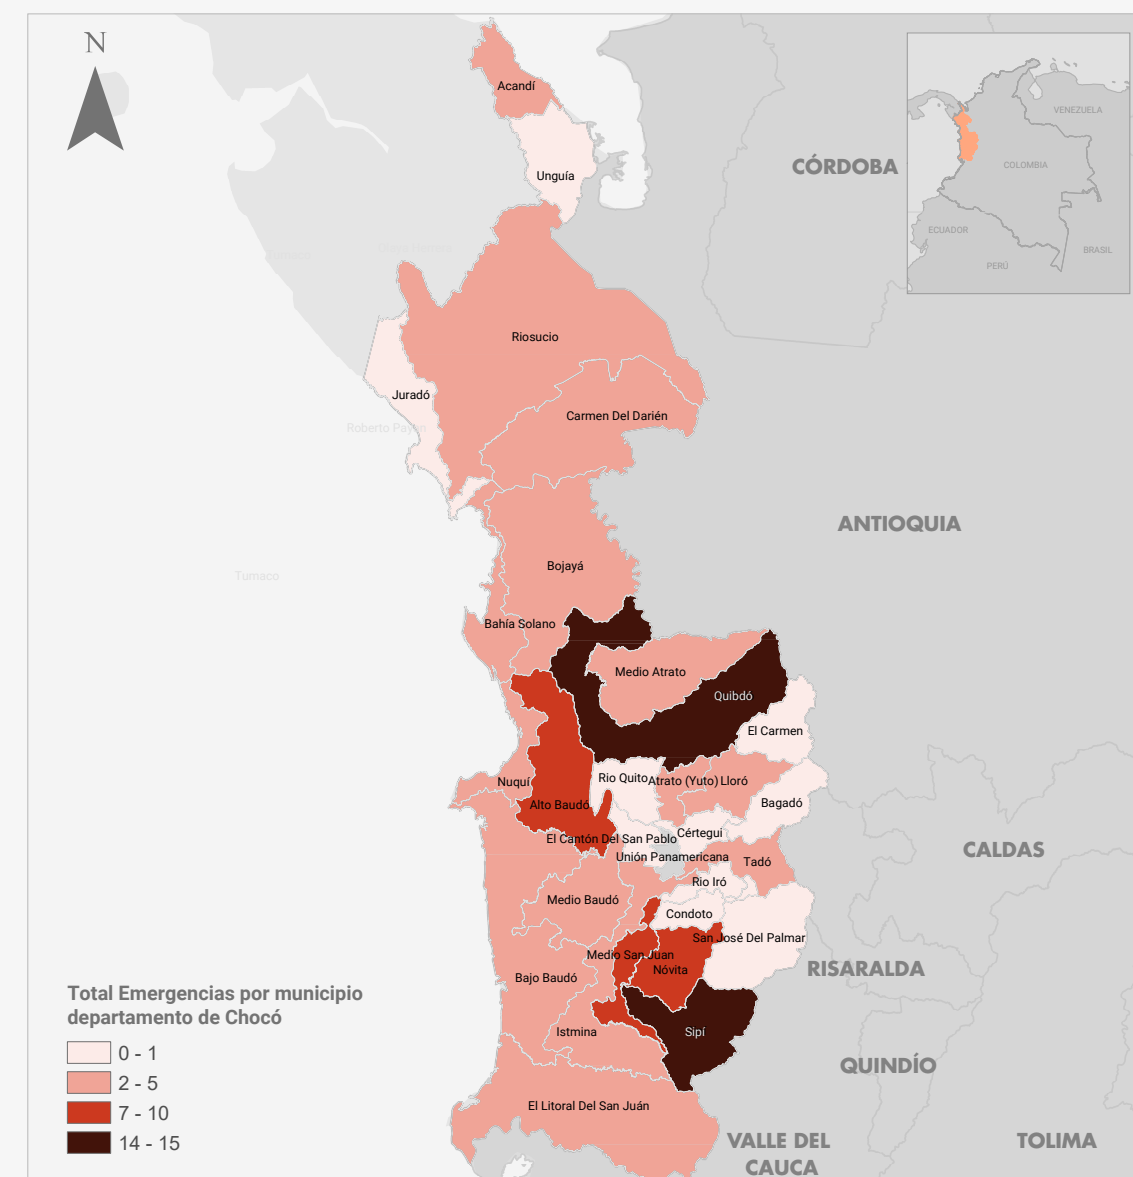 N
Acandí
Unguía
CÓRDOBA
VENEZUELA
COLOMBIA
ECUADOR
PERÚ
BRASIL
Riosucio
Juradó
Carmen Del Darién
Roberto Payán
ANTIOQUIA
Bojayá
Tumaco
Bahía Solano
Medio Atrato
Quibdó
El Carmen
Nuquí
Rio Quito
Atrato (Yuto)
Lloró
Alto Baudó
Bagadó
El Cantón Del San Pablo
Cértegui
Unión Panamericana
Tadó
CALDAS
Rio Iró
Medio Baudó
Condoto
San José Del Palmar
Medio San Juan
Nóvita
RISARALDA
Bajo Baudó
Istmina
Sipí
QUINDÍO
El Litoral Del San Juán
VALLE DEL
CAUCA
TOLIMA
Total Emergencias por municipio
departamento de Chocó
0 - 1
2 - 5
7 - 10
14 - 15